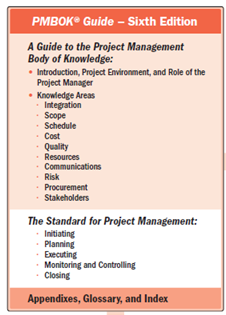 PMBOK® Guide – Sixth Edition
A Guide to the Project Management
Body of Knowledge:
• Introduction, Project Environment, and Role of the
Project Manager
• Knowledge Areas
· Integration
· Scope
· Schedule
· Cost
· Quality
· Resources
· Communications
· Risk
· Procurement
· Stakeholders
The Standard for Project Management:
· Initiating
· Planning
· Executing
· Monitoring and Controlling
· Closing
Appendixes, Glossary, and Index